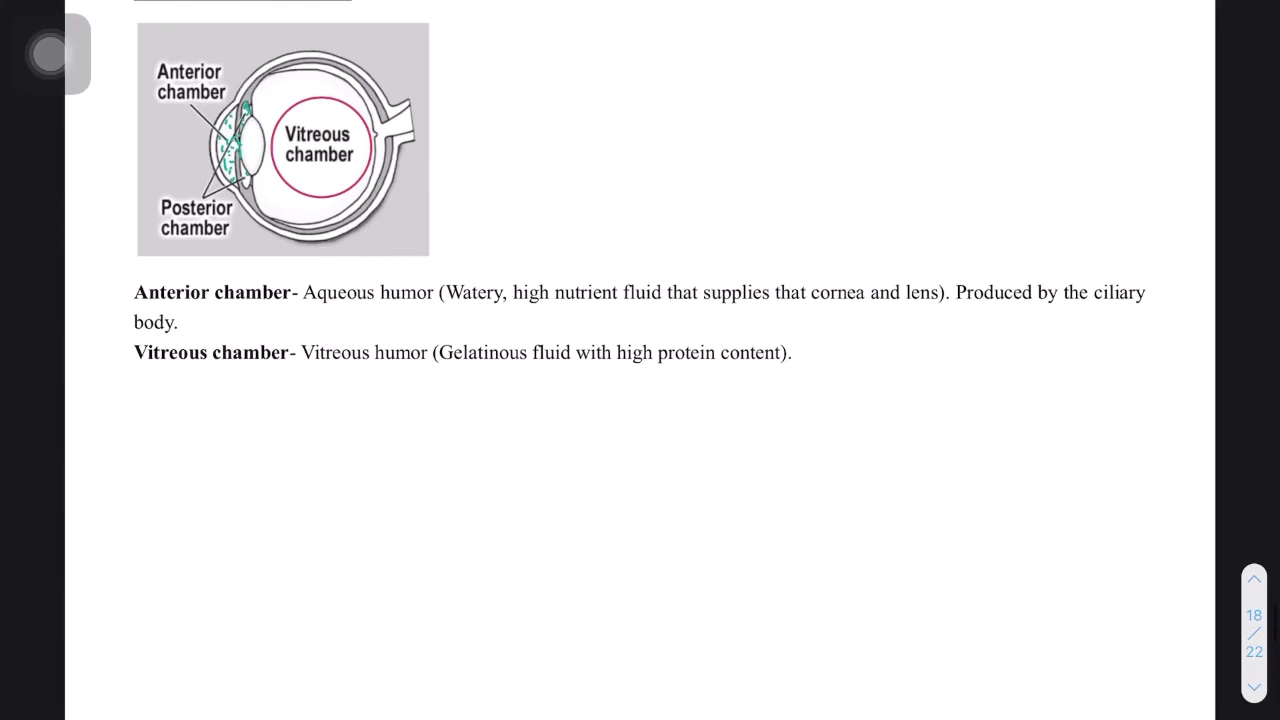 Anterior
chamber
Vitreous
chamber
Posterior
chamber
Anterior chamber- Aqueous humor (Watery, high nutrient fluid that supplies that cornea and lens). Produced by the ciliary
body.
Vitreous chamber- Vitreous humor (Gelatinous fluid with high protein content).
18
/
22